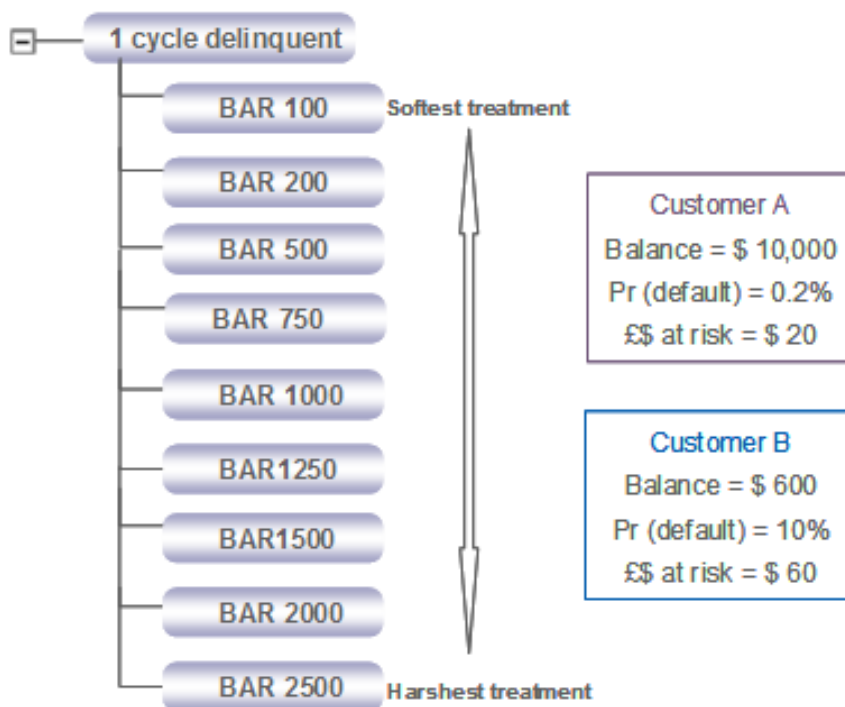 1 cycle delinquent
BAR 100
Softest treatment
BAR 200
BAR 500
BAR 750
BAR 1000
BAR1250
BAR1500
BAR 2000
BAR 2500
Harshest treatment
Customer A
Balance = $ 10,000
Pr (default) = 0.2%
£$ at risk = $ 20
Customer B
Balance = $ 600
Pr (default) = 10%
£$ at risk = $ 60